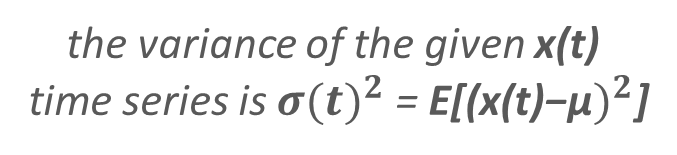 the variance of the given x(t)
time series is σ(t)² = E[(x(t)−μ)²]